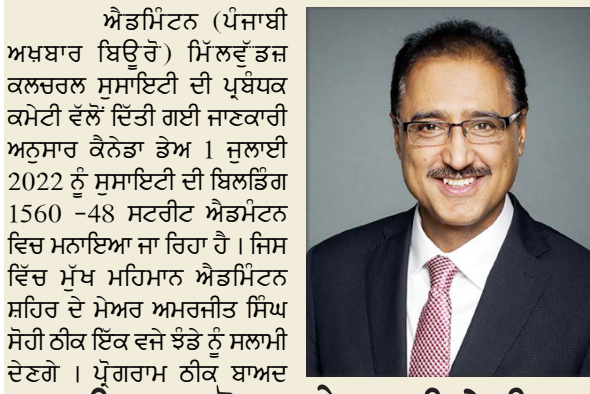 ਐਡਮਿੰਟਨ (ਪੰਜਾਬੀ
ਅਖ਼ਬਾਰ ਬਿਊਰੋ) ਮਿੱਲਵੁੱਡਜ਼
ਕਲਚਰਲ ਸੁਸਾਇਟੀ ਦੀ ਪ੍ਰਬੰਧਕ
ਕਮੇਟੀ ਵੱਲੋਂ ਦਿੱਤੀ ਗਈ ਜਾਣਕਾਰੀ
ਅਨੁਸਾਰ ਕੈਨੇਡਾ ਡੇਅ 1 ਜੁਲਾਈ
2022 ਨੂੰ ਸੁਸਾਇਟੀ ਦੀ ਬਿਲਡਿੰਗ
1560 -48 ਸਟਰੀਟ ਐਡਮੰਟਨ
ਵਿਚ ਮਨਾਇਆ ਜਾ ਰਿਹਾ ਹੈ । ਜਿਸ
ਵਿੱਚ ਮੁੱਖ ਮਹਿਮਾਨ ਐਡਮਿੰਟਨ
ਸ਼ਹਿਰ ਦੇ ਮੇਅਰ ਅਮਰਜੀਤ ਸਿੰਘ
ਸੋਹੀ ਠੀਕ ਇੱਕ ਵਜੇ ਝੰਡੇ ਨੂੰ ਸਲਾਮੀ
ਦੇਣਗੇ । ਪ੍ਰੋਗਰਾਮ ਠੀਕ ਬਾਅਦ